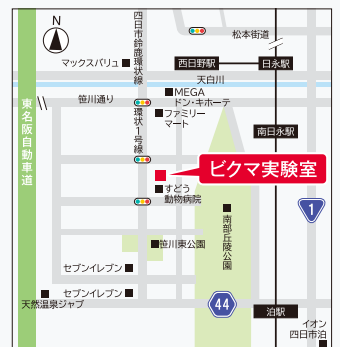 N
四日市鈴鹿環状線
松本街道
マックスバリュ
西日野駅
日永駅
天白川
MEGA
ドン・キホーテ
笹川通り
ファミリー
マート
環状1号線
東名阪自動車道
南日永駅
ビクマ実験室
すどう
動物病院
1
南部丘陵公園
笹川東公園
セブンイレブン
セブンイレブン
44
天然温泉ジャブ
泊駅
イオン
四日市泊